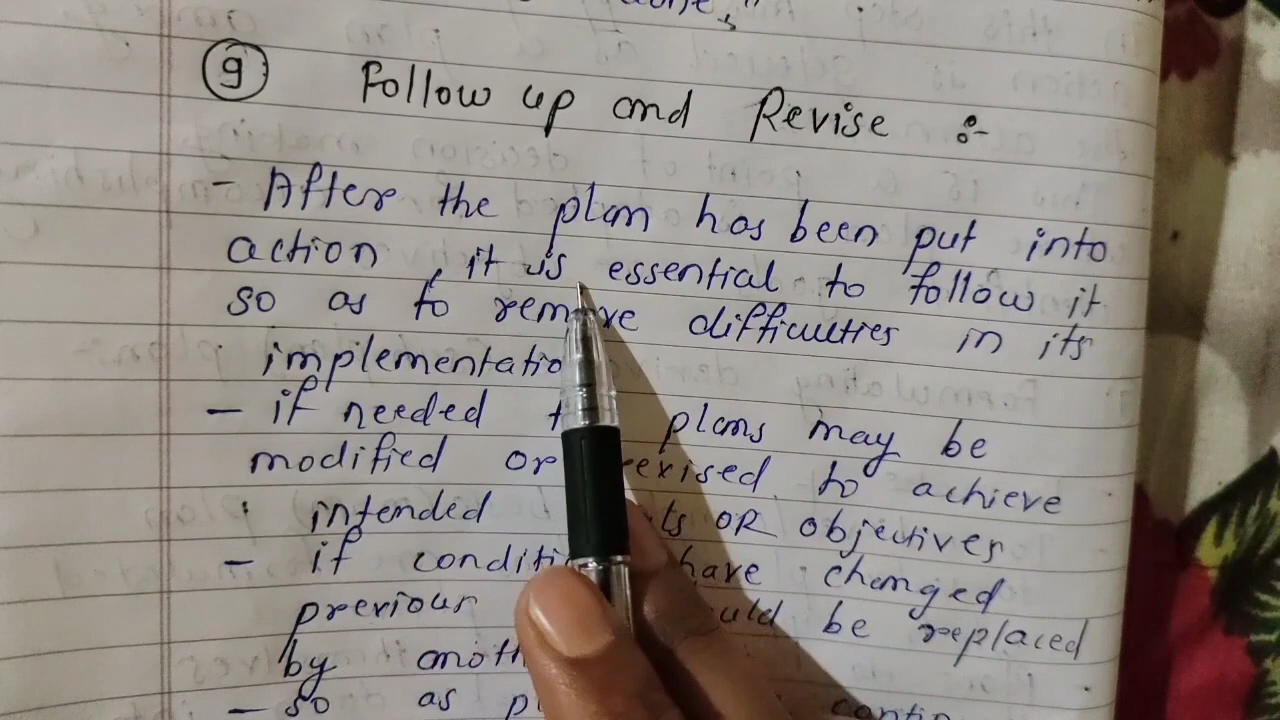 ⑨ Follow up and Revise :-
- After the plan has been put into
action, it is essential to follow it
so as to remove difficulties in its
implementatio
- if needed plans may be
modified or revised to achieve
intended OR objectives
- if conditi have changed
previous be replaced
by
- so as